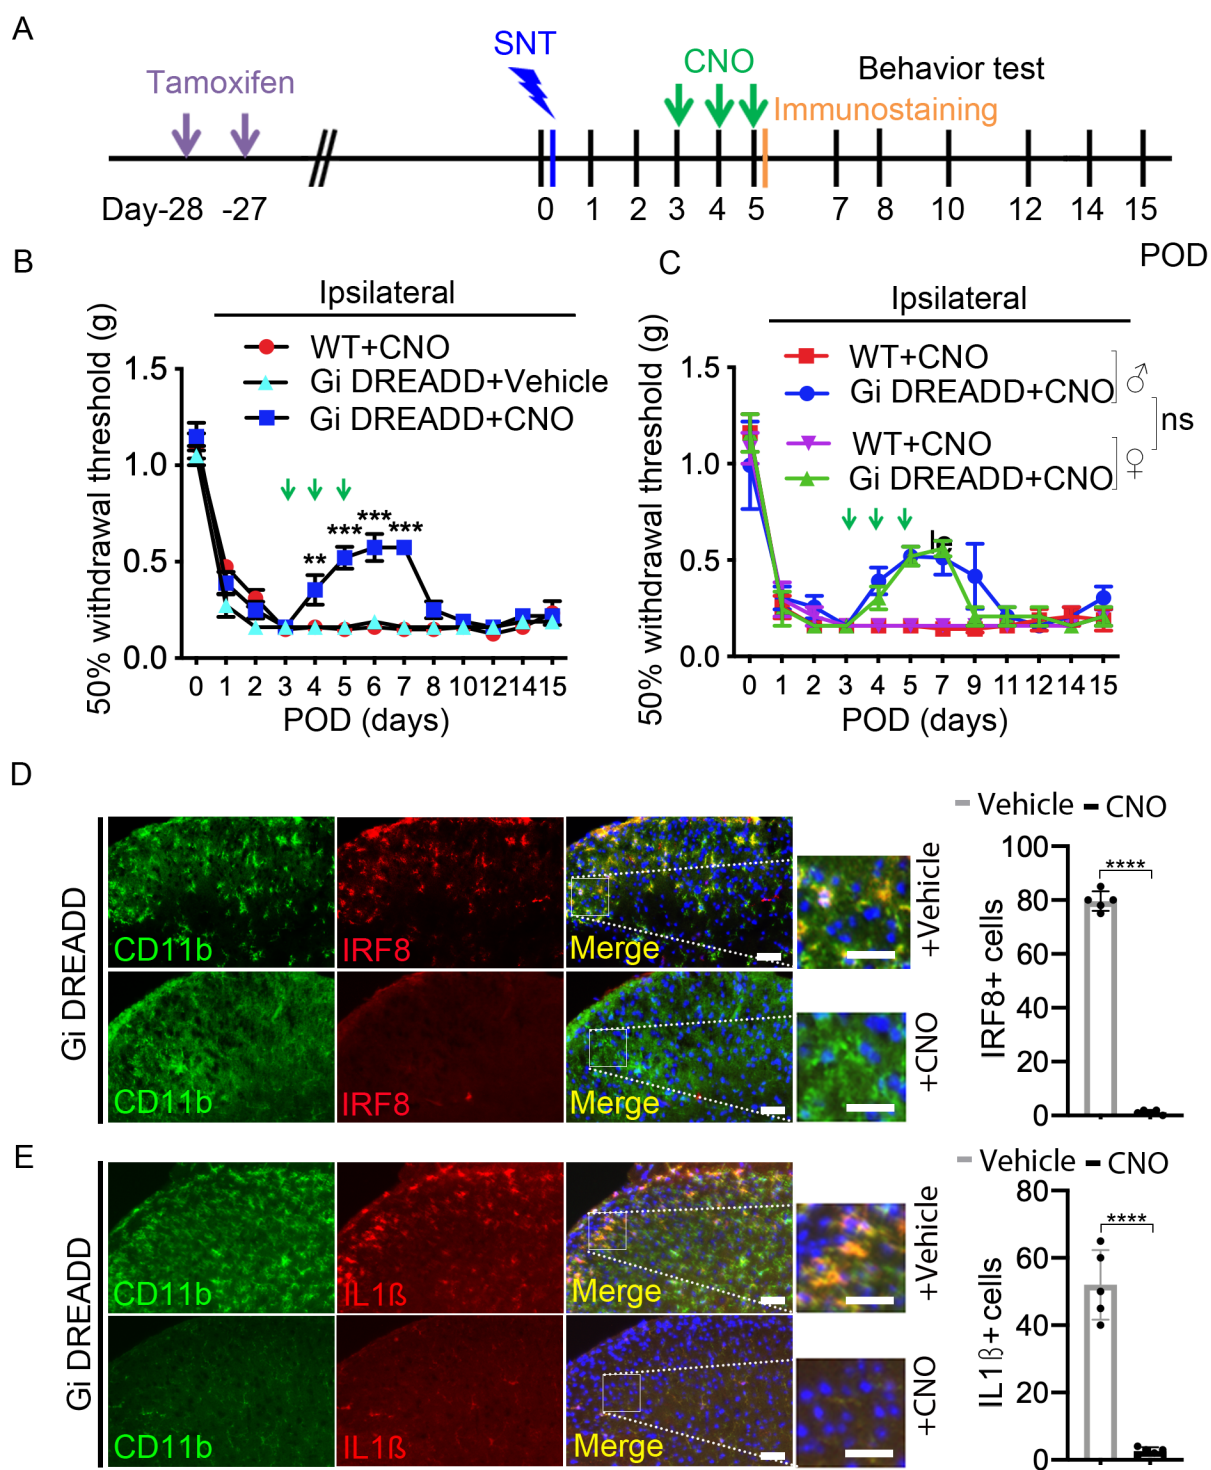 A
SNT
CNO
Behavior test
Tamoxifen
Immunostaining
Day-28 -27 0 1 2 3 4 5 7 8 10 12 14 15
POD
B
Ipsilateral
WT+CNO
Gi DREADD+Vehicle
Gi DREADD+CNO
50% withdrawal threshold (g)
1.5
1.0
0.5
0.0
** *** *** ***
0 1 2 3 4 5 6 7 8 10 12 14 15
POD (days)
C
Ipsilateral
WT+CNO
Gi DREADD+CNO
♂
WT+CNO
Gi DREADD+CNO
♀
ns
50% withdrawal threshold (g)
1.5
1.0
0.5
0.0
0 1 2 3 4 5 7 9 11 12 14 15
POD (days)
D
Gi DREADD
CD11b IRF8 Merge
+Vehicle
CD11b IRF8 Merge
+CNO
Vehicle CNO
IRF8+ cells
100
80
60
40
20
0
****
E
Gi DREADD
CD11b IL1ß Merge
+Vehicle
CD11b IL1ß Merge
+CNO
Vehicle CNO
IL1ß+ cells
80
60
40
20
0
****